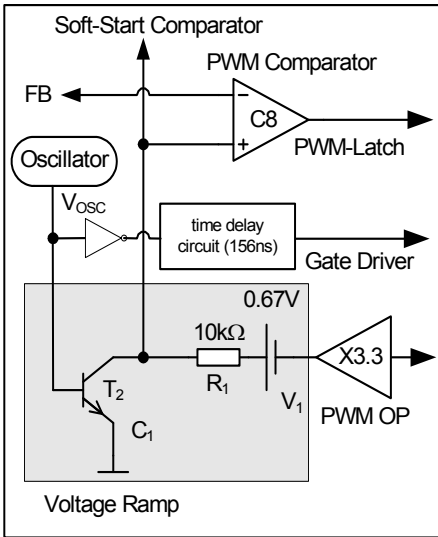 Soft-Start Comparator
PWM Comparator
FB
−
C8
+
PWM-Latch
Oscillator
VOSC
time delay
circuit (156ns)
Gate Driver
0.67V
10kΩ
X3.3
T2
R1
V1
C1
PWM OP
Voltage Ramp